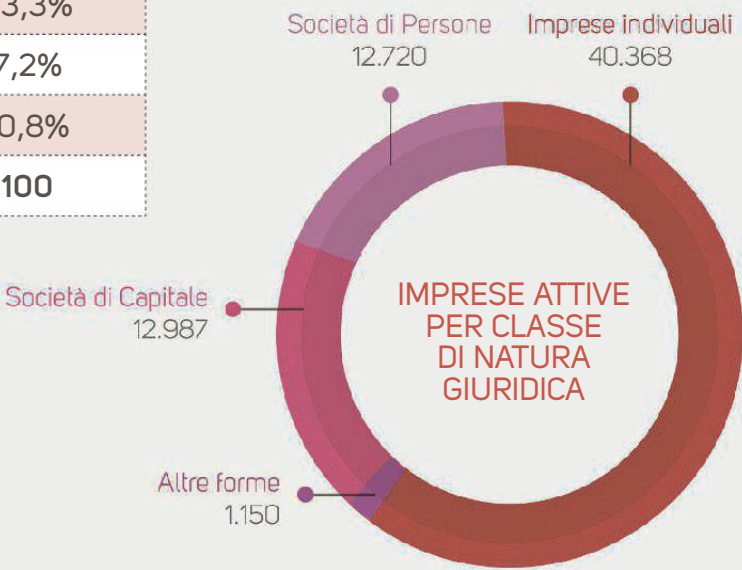 3,3%
7,2%
0,8%
100
Società di Persone
12.720
Imprese individuali
40.368
Società di Capitale
12.987
Altre forme
1.150
IMPRESE ATTIVE
PER CLASSE
DI NATURA
GIURIDICA